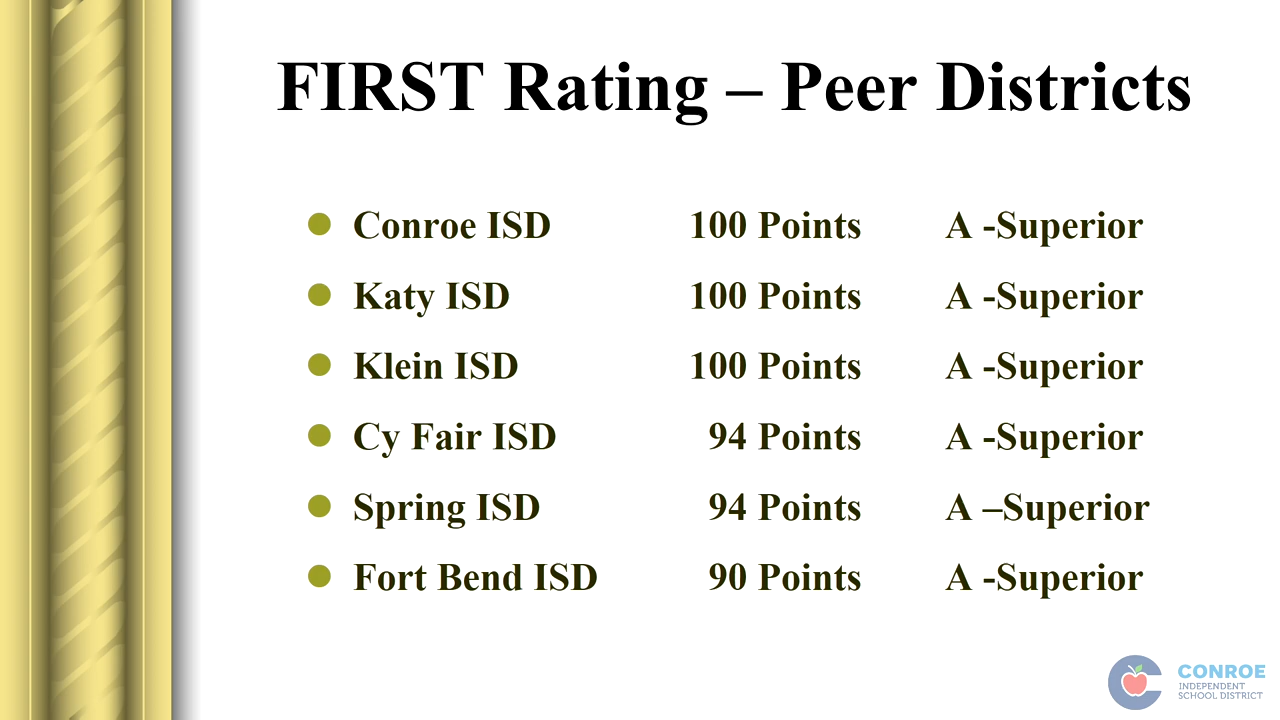 FIRST Rating – Peer Districts
Conroe ISD 100 Points A -Superior
Katy ISD 100 Points A -Superior
Klein ISD 100 Points A -Superior
Cy Fair ISD 94 Points A -Superior
Spring ISD 94 Points A –Superior
Fort Bend ISD 90 Points A -Superior
CONROE
INDEPENDENT
SCHOOL DISTRICT